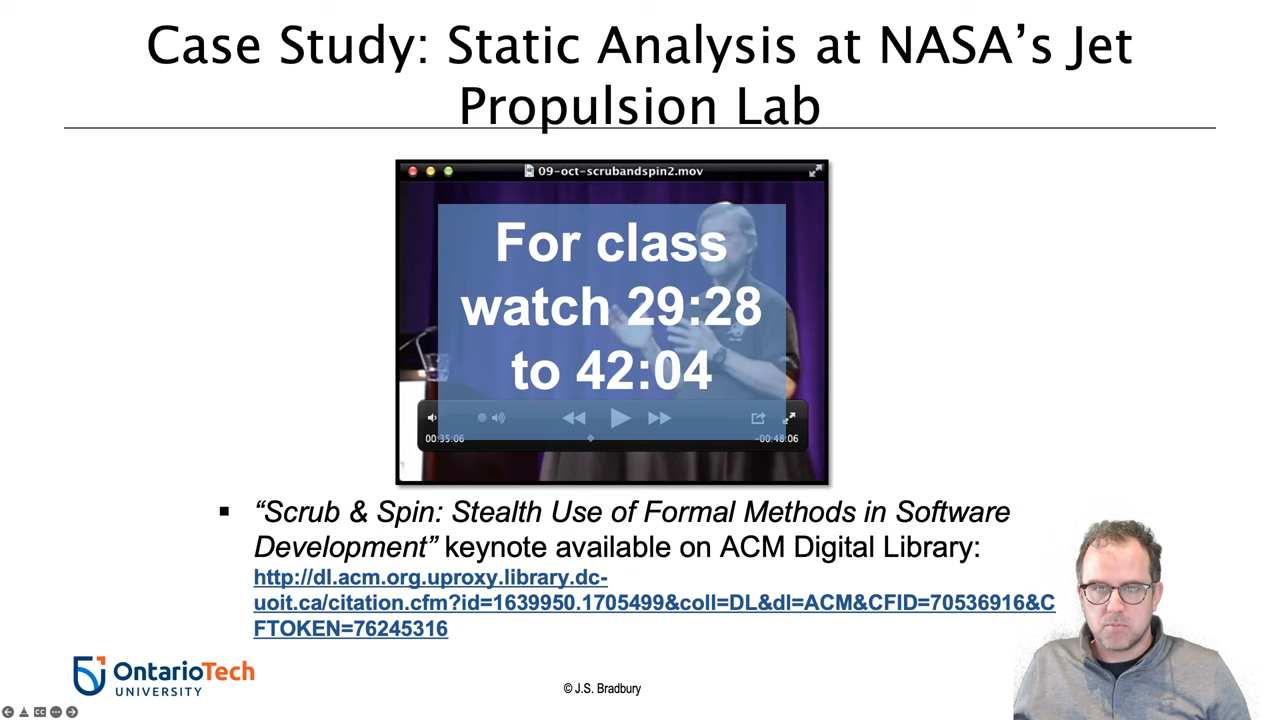 Case Study: Static Analysis at NASA’s Jet
Propulsion Lab
09-oct-scrubandspin2.mov
For class
watch 29:28
to 42:04
00:35:06
-00:48:06
“Scrub & Spin: Stealth Use of Formal Methods in Software
Development” keynote available on ACM Digital Library:
http://dl.acm.org.uproxy.library.dc-
uoit.ca/citation.cfm?id=1639950.1705499&coll=DL&dl=ACM&CFID=70536916&C
FTOKEN=76245316
OntarioTech
UNIVERSITY
© J.S. Bradbury
CC